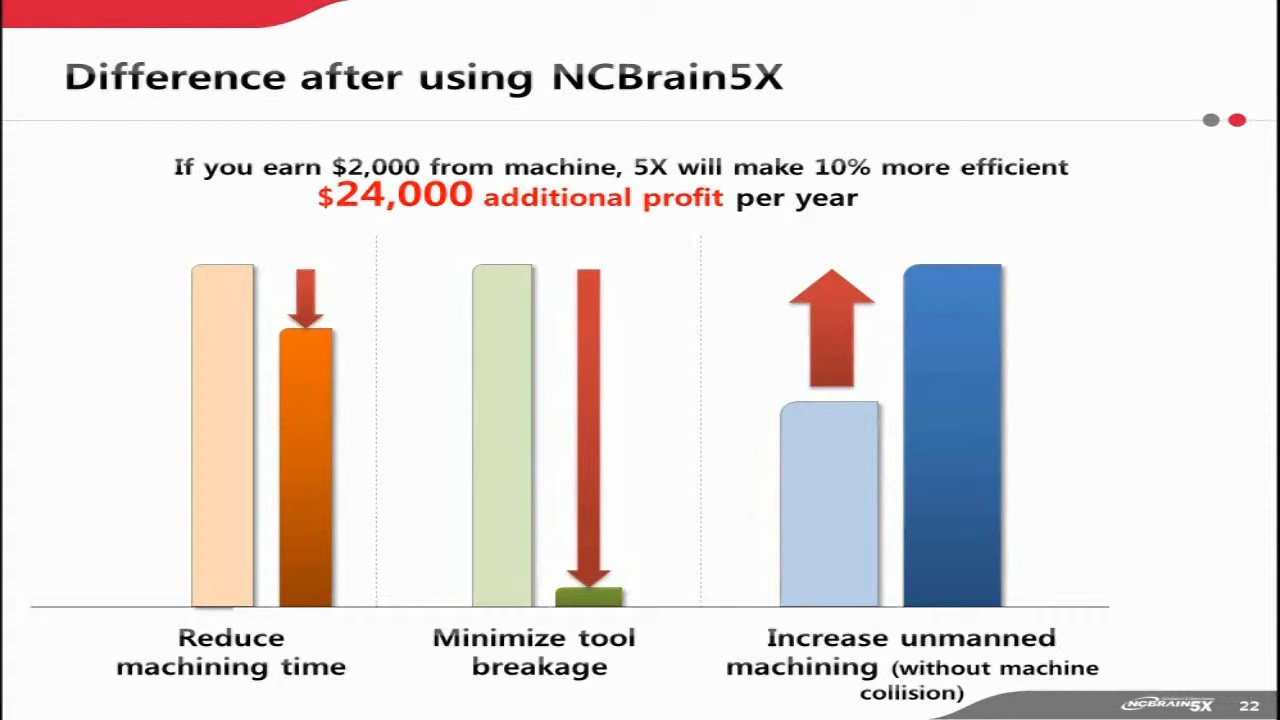 Difference after using NCBrain5X
If you earn $2,000 from machine, 5X will make 10% more efficient
$24,000 additional profit per year
Reduce
machining time
Minimize tool
breakage
Increase unmanned
machining (without machine
collision)
NCBRAIN5X
22